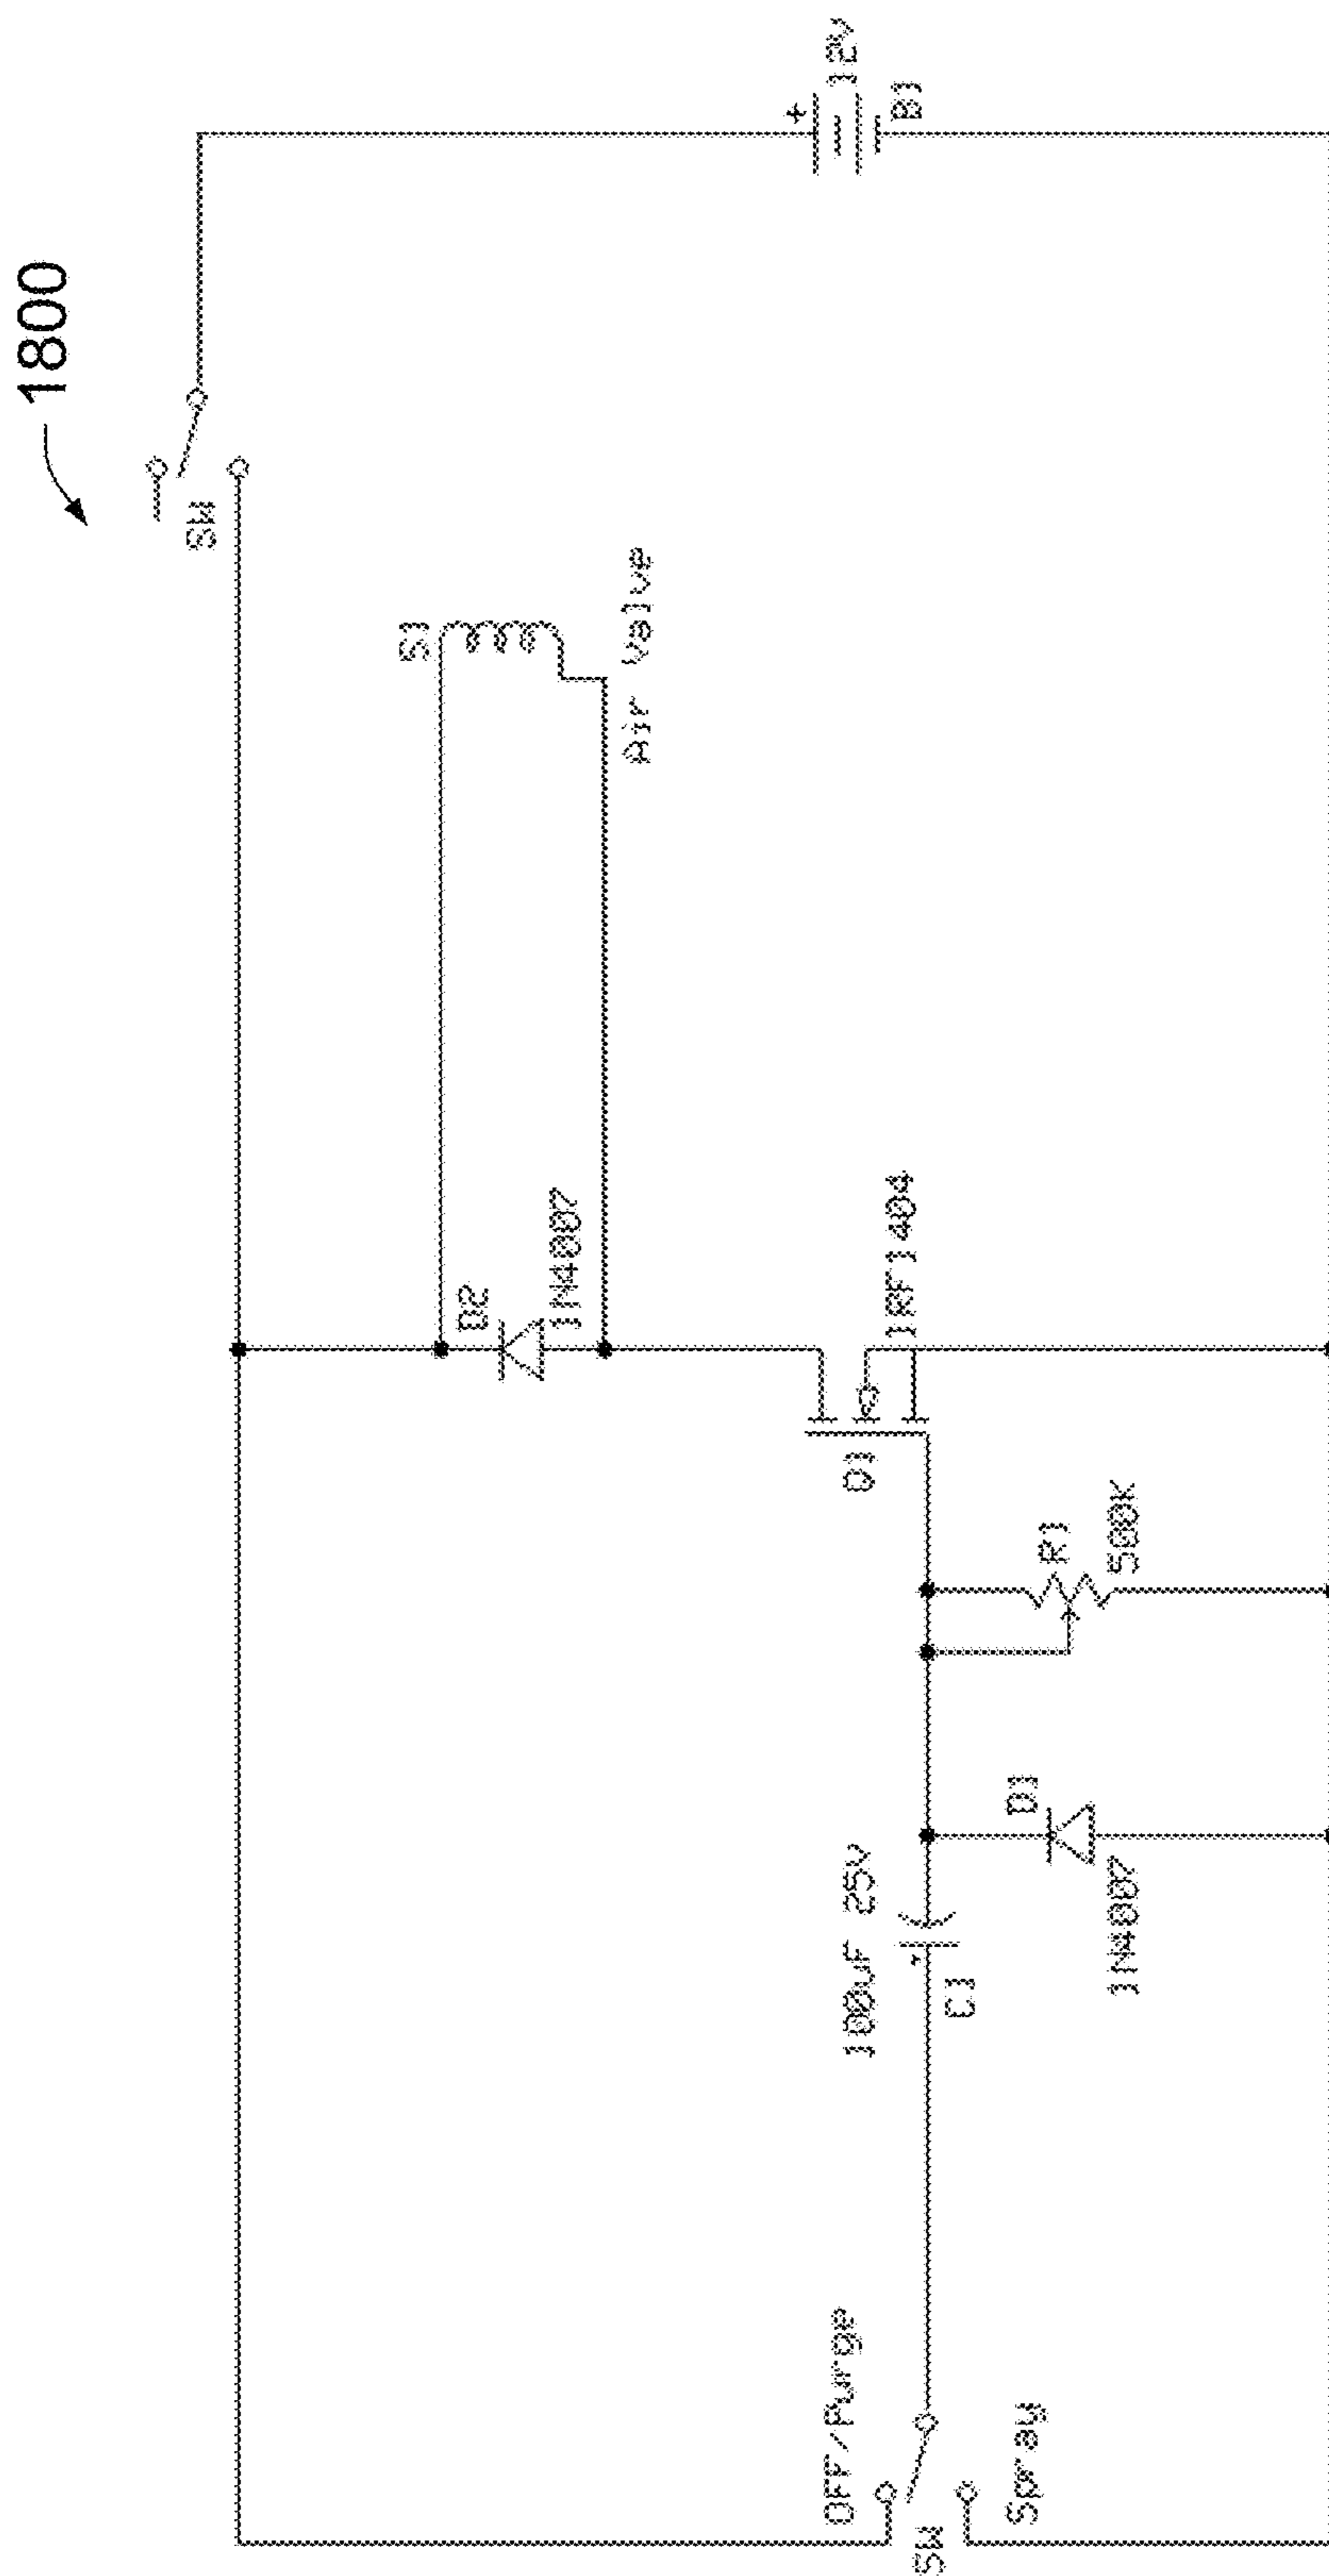 1800
SW
12V
+
B1
S1
Air Valve
D2
1N4007
IRF1404
Q1
R1
500K
100uF 25V
+
C1
D1
1N4007
OFF/Purge
SW
Spray